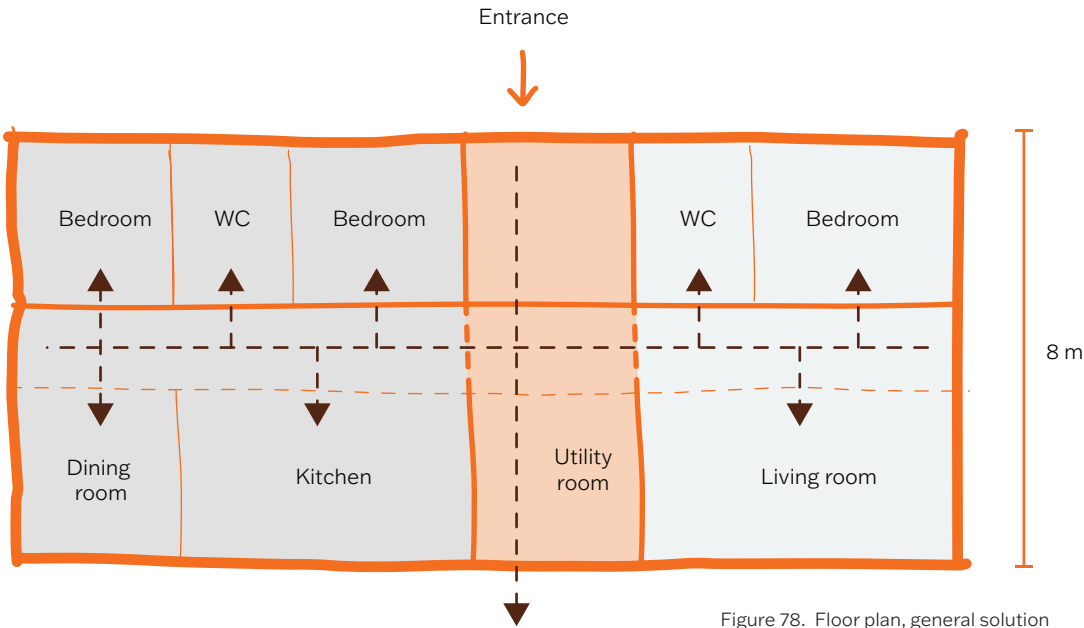 Entrance
Bedroom
WC
Bedroom
WC
Bedroom
8 m
Dining
room
Kitchen
Utility
room
Living room
Figure 78. Floor plan, general solution